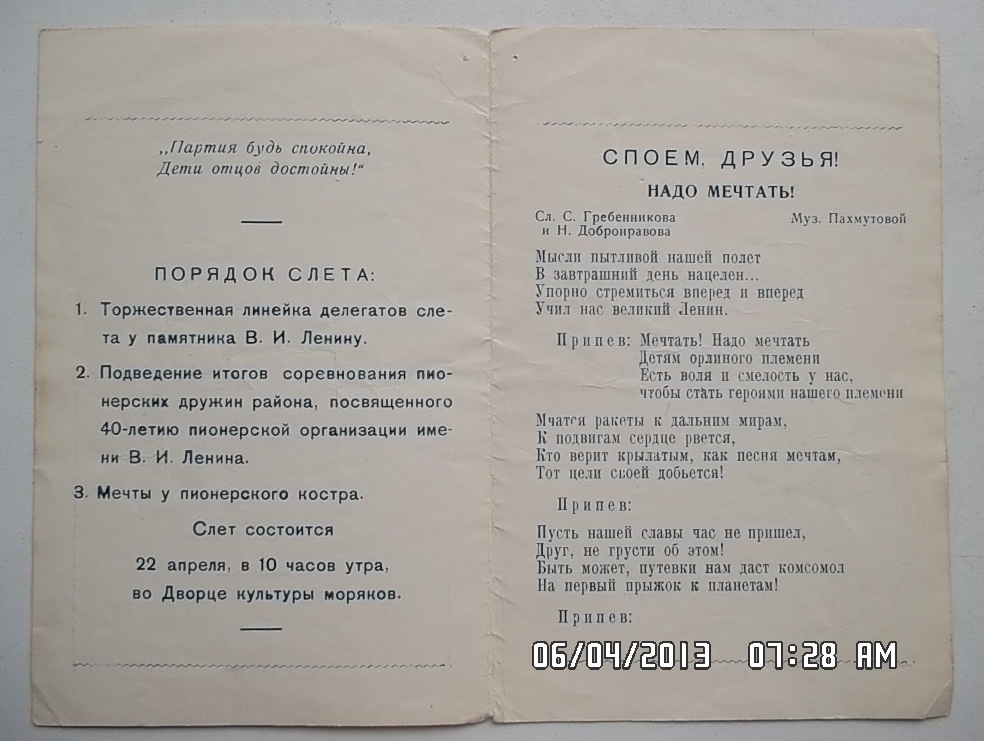 „Партия будь спокойна,
Дети отцов достойны!“
ПОРЯДОК СЛЕТА:
1. Торжественная линейка делегатов сле-
та у памятника В. И. Ленину.
2. Подведение итогов соревнования пио-
нерских дружин района, посвященного
40-летию пионерской организации име-
ни В. И. Ленина.
3. Мечты у пионерского костра.
Слет состоится
22 апреля, в 10 часов утра,
во Дворце культуры моряков.
СПОЕМ, ДРУЗЬЯ!
НАДО МЕЧТАТЬ!
Сл. С. Гребенникова
и Н. Добронравова
Муз. Пахмутовой
Мысли пытливой нашей полет
В завтрашний день нацелен...
Упорно стремиться вперед и вперед
Учил нас великий Ленин.
Припев: Мечтать! Надо мечтать
Детям орлиного племени
Есть воля и смелость у нас,
чтобы стать героями нашего племени
Мчатся ракеты к дальним мирам,
К подвигам сердце рвется,
Кто верит крылатым, как песня мечтам,
Тот цели своей добьется!
Припев:
Пусть нашей славы час не пришел,
Друг, не грусти об этом!
Быть может, путевки нам даст комсомол
На первый прыжок к планетам!
Припев:
06/04/2013 07:28 AM